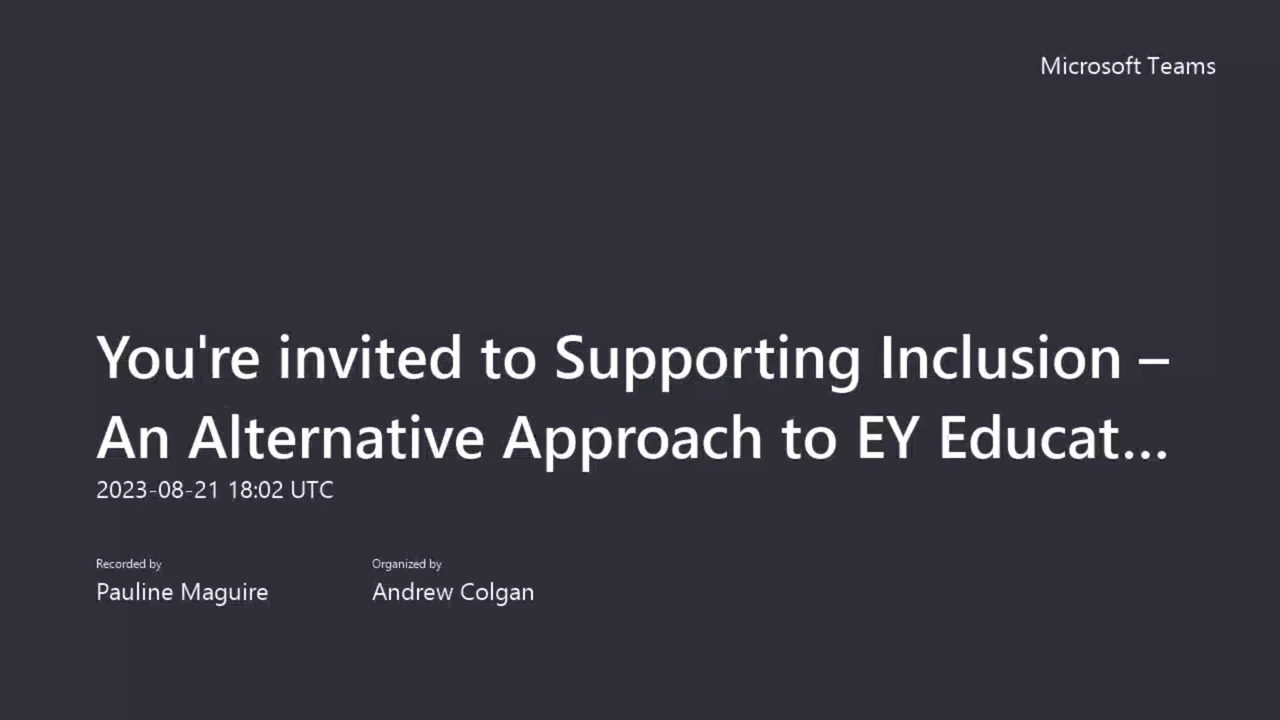 Microsoft Teams
You're invited to Supporting Inclusion –
An Alternative Approach to EY Educat...
2023-08-21 18:02 UTC
Recorded by
Organized by
Pauline Maguire
Andrew Colgan